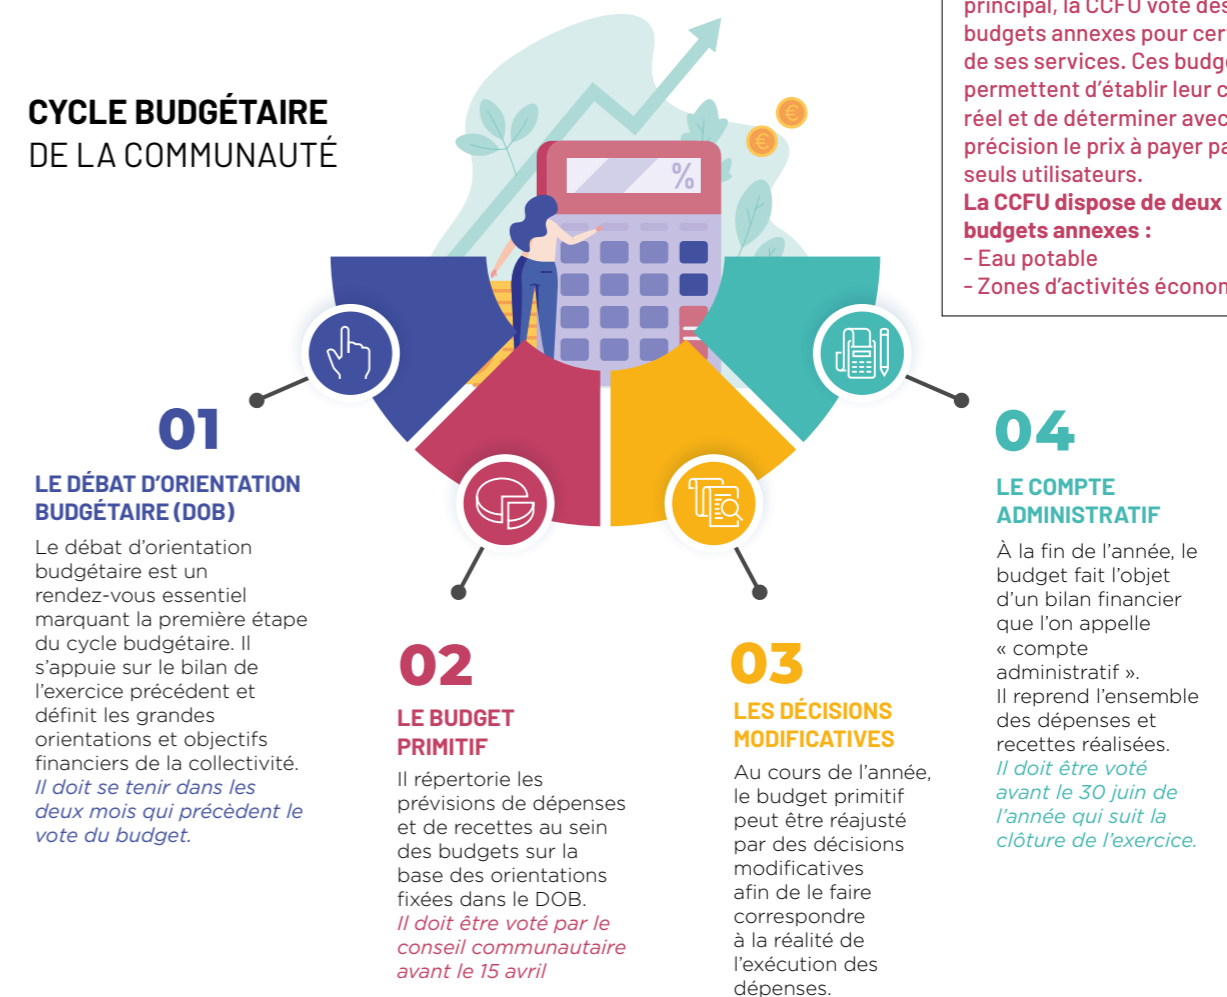 CYCLE BUDGÉTAIRE
DE LA COMMUNAUTÉ
%
principal, la CCFU vote des
budgets annexes pour
de ses services. Ces
permettent d'établir leur
réel et de déterminer avec
précision le prix à payer
seuls utilisateurs.
La CCFU dispose de deux
budgets annexes :
- Eau potable
- Zones d'activités
01
LE DÉBAT D'ORIENTATION
BUDGÉTAIRE (DOB)
Le débat d'orientation
budgétaire est un
rendez-vous essentiel
marquant la première étape
du cycle budgétaire. Il
s'appuie sur le bilan de
l'exercice précédent et
définit les grandes
orientations et objectifs
financiers de la collectivité.
Il doit se tenir dans les
deux mois qui précèdent le
vote du budget.
02
LE BUDGET
PRIMITIF
Il répertorie les
prévisions de dépenses
et de recettes au sein
des budgets sur la
base des orientations
fixées dans le DOB.
Il doit être voté par le
conseil communautaire
avant le 15 avril
03
LES DÉCISIONS
MODIFICATIVES
Au cours de l'année,
le budget primitif
peut être réajusté
par des décisions
modificatives
afin de le faire
correspondre
à la réalité de
l'exécution des
dépenses.
04
LE COMPTE
ADMINISTRATIF
À la fin de l'année, le
budget fait l'objet
d'un bilan financier
que l'on appelle
« compte
administratif ».
Il reprend l'ensemble
des dépenses et
recettes réalisées.
Il doit être voté
avant le 30 juin de
l'année qui suit la
clôture de l'exercice.